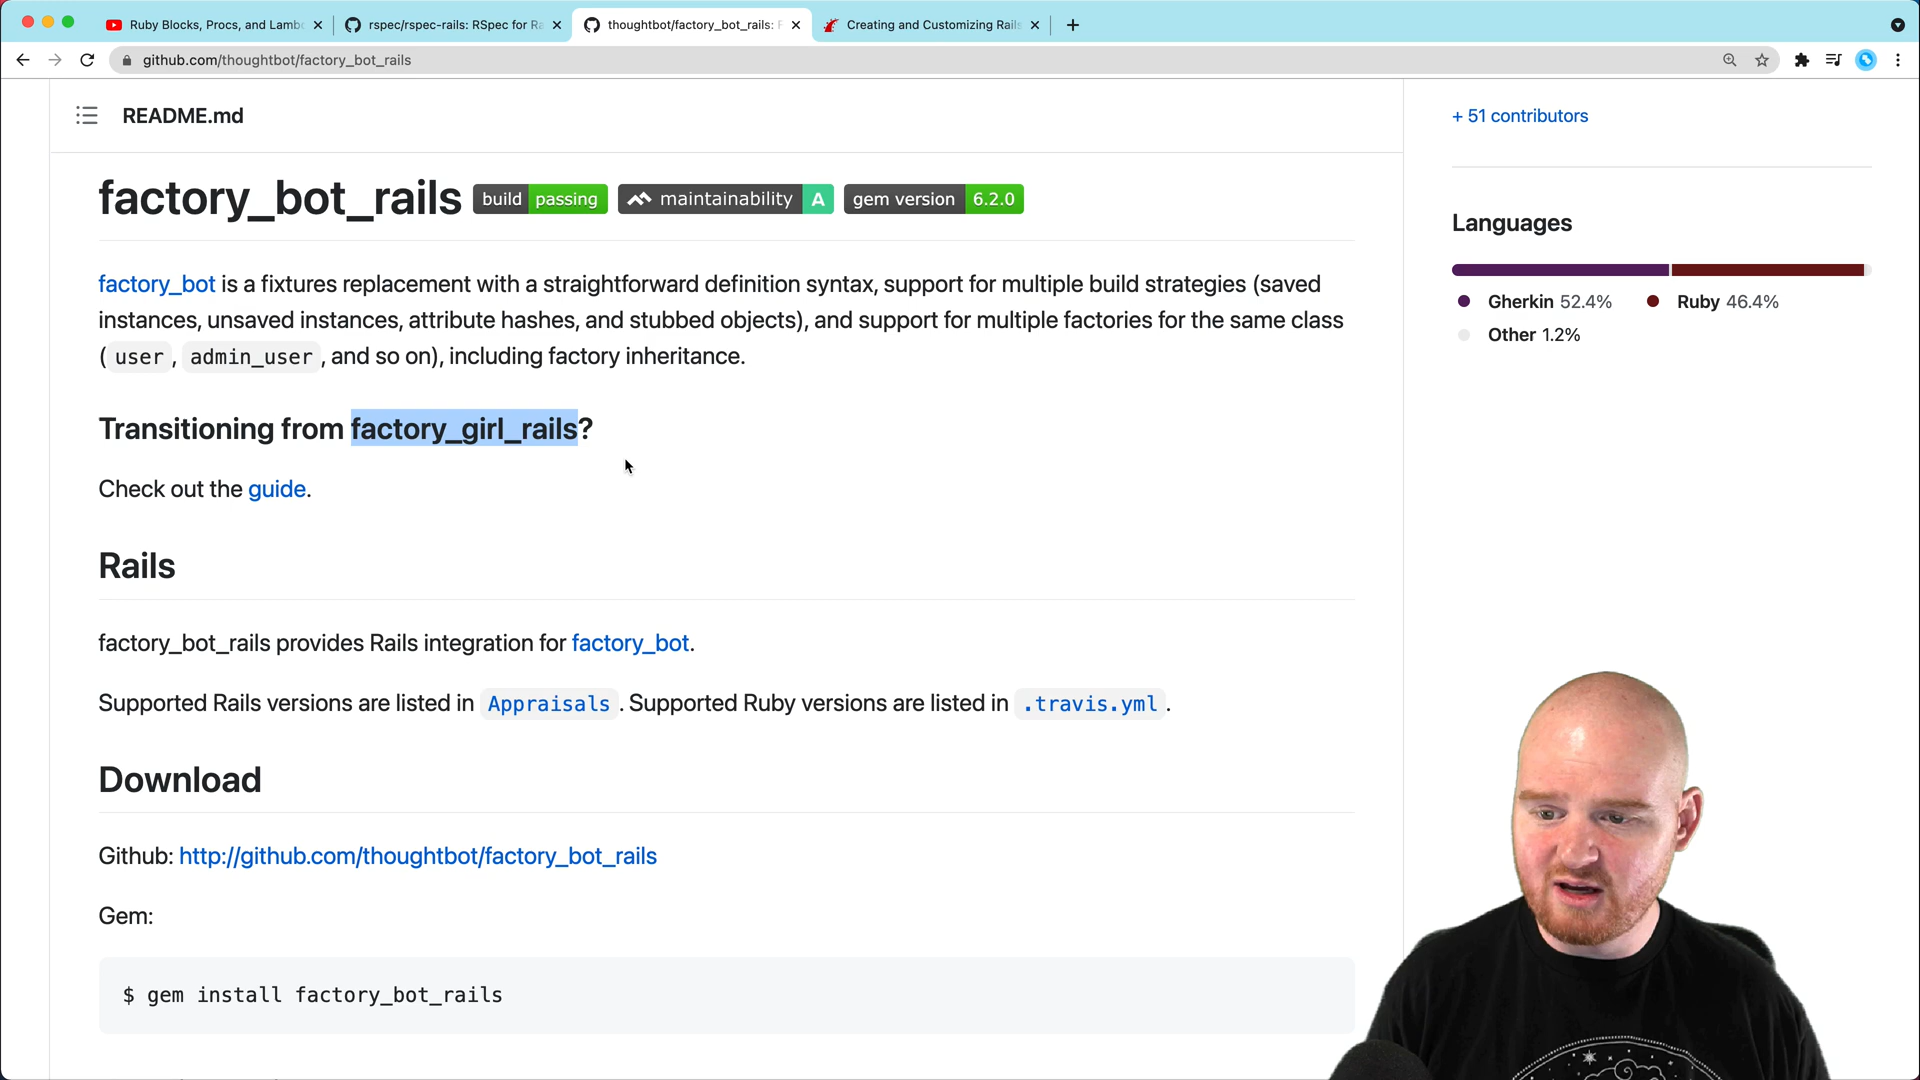 Ruby Blocks, Procs, and Lamb
rspec/rspec-rails: RSpec for Ra
thoughtbot/factory_bot_rails: F
Creating and Customizing Rails
github.com/thoughtbot/factory_bot_rails
README.md
+ 51 contributors
factory_bot_rails build passing maintainability A gem version 6.2.0
Languages
Gherkin 52.4% Ruby 46.4%
Other 1.2%
factory_bot is a fixtures replacement with a straightforward definition syntax, support for multiple build strategies (saved
instances, unsaved instances, attribute hashes, and stubbed objects), and support for multiple factories for the same class
( user , admin_user , and so on), including factory inheritance.
Transitioning from factory_girl_rails?
Check out the guide.
Rails
factory_bot_rails provides Rails integration for factory_bot.
Supported Rails versions are listed in Appraisals . Supported Ruby versions are listed in .travis.yml .
Download
Github: http://github.com/thoughtbot/factory_bot_rails
Gem:
$ gem install factory_bot_rails